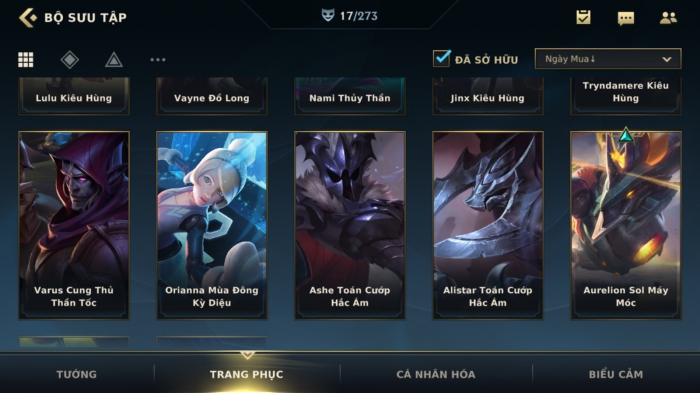 BỘ SƯU TẬP
17/273
ĐÃ SỞ HỮU
Ngày Mua↓
Lulu Kiêu Hùng
Vayne Đồ Long
Nami Thủy Thần
Jinx Kiêu Hùng
Tryndamere Kiêu
Hùng
Varus Cung Thủ
Thần Tốc
Orianna Mùa Đông
Kỳ Diệu
Ashe Toán Cướp
Hắc Ám
Alistar Toán Cướp
Hắc Ám
Aurelion Sol Máy
Móc
TƯỚNG
TRANG PHỤC
CÁ NHÂN HÓA
BIỂU CẢM